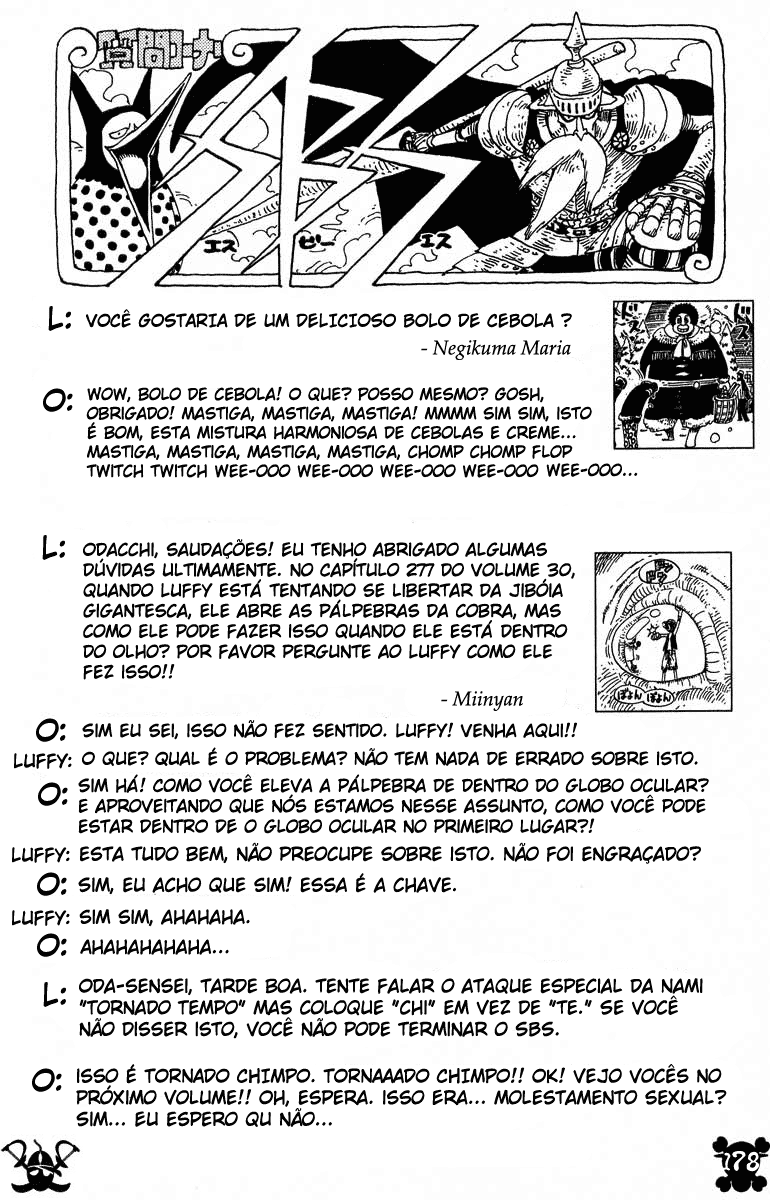 質問コーナー
SBS
エス ピー エス
L: VOCÊ GOSTARIA DE UM DELICIOSO BOLO DE CEBOLA ?
- Negikuma Maria
O: WOW, BOLO DE CEBOLA! O QUE? POSSO MESMO? GOSH,
OBRIGADO! MASTIGA, MASTIGA, MASTIGA! MMMM SIM SIM, ISTO
É BOM, ESTA MISTURA HARMONIOSA DE CEBOLAS E CREME...
MASTIGA, MASTIGA, MASTIGA, MASTIGA, CHOMP CHOMP FLOP
TWITCH TWITCH WEE-OOO WEE-OOO WEE-OOO WEE-OOO WEE-OOO...
L: ODACCHI, SAUDAÇÕES! EU TENHO ABRIGADO ALGUMAS
DÚVIDAS ULTIMAMENTE. NO CAPÍTULO 277 DO VOLUME 30,
QUANDO LUFFY ESTÁ TENTANDO SE LIBERTAR DA JIBÓIA
GIGANTESCA, ELE ABRE AS PÁLPEBRAS DA COBRA, MAS
COMO ELE PODE FAZER ISSO QUANDO ELE ESTÁ DENTRO
DO OLHO? POR FAVOR PERGUNTE AO LUFFY COMO ELE
FEZ ISSO!!
- Miinyan
O: SIM EU SEI, ISSO NÃO FEZ SENTIDO. LUFFY! VENHA AQUI!!
LUFFY: O QUE? QUAL É O PROBLEMA? NÃO TEM NADA DE ERRADO SOBRE ISTO.
O: SIM HÁ! COMO VOCÊ ELEVA A PÁLPEBRA DE DENTRO DO GLOBO OCULAR?
E APROVEITANDO QUE NÓS ESTAMOS NESSE ASSUNTO, COMO VOCÊ PODE
ESTAR DENTRO DE O GLOBO OCULAR NO PRIMEIRO LUGAR?!
LUFFY: ESTA TUDO BEM, NÃO PREOCUPE SOBRE ISTO. NÃO FOI ENGRAÇADO?
O: SIM, EU ACHO QUE SIM! ESSA É A CHAVE.
LUFFY: SIM SIM, AHAHAHA.
O: AHAHAHAHAHA...
L: ODA-SENSEI, TARDE BOA. TENTE FALAR O ATAQUE ESPECIAL DA NAMI
"TORNADO TEMPO" MAS COLOQUE "CHI" EM VEZ DE "TE." SE VOCÊ
NÃO DISSER ISTO, VOCÊ NÃO PODE TERMINAR O SBS.
O: ISSO É TORNADO CHIMPO. TORNAAADO CHIMPO!! OK! VEJO VOCÊS NO
PRÓXIMO VOLUME!! OH, ESPERA. ISSO ERA... MOLESTAMENTO SEXUAL?
SIM... EU ESPERO QU NÃO...
178